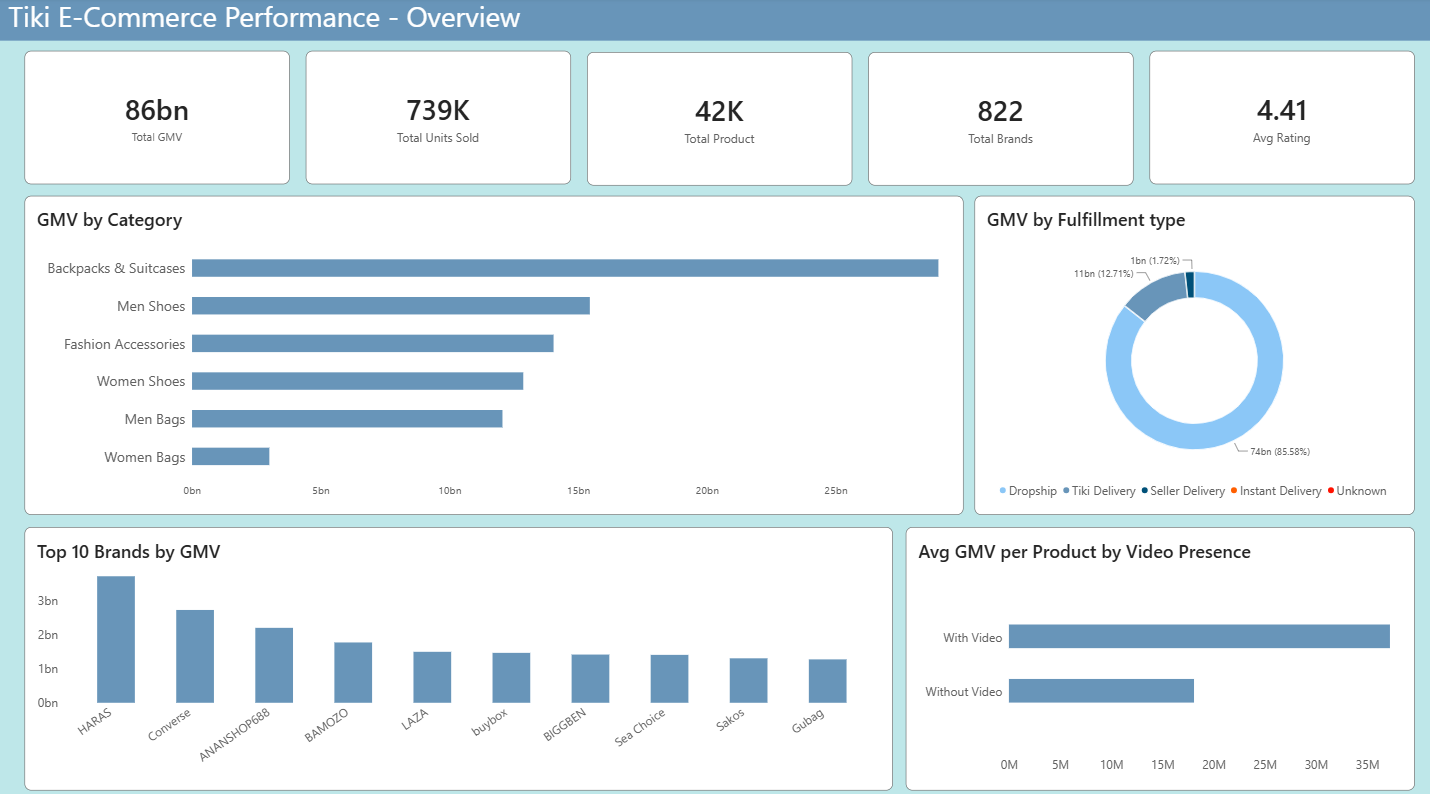 Tiki E-Commerce Performance - Overview
86bn
Total GMV
739K
Total Units Sold
42K
Total Product
822
Total Brands
4.41
Avg Rating
GMV by Category
Backpacks & Suitcases
Men Shoes
Fashion Accessories
Women Shoes
Men Bags
Women Bags
0bn 5bn 10bn 15bn 20bn 25bn
GMV by Fulfillment type
1bn (1.72%)
11bn (12.71%)
74bn (85.58%)
Dropship Tiki Delivery Seller Delivery Instant Delivery Unknown
Top 10 Brands by GMV
3bn
2bn
1bn
0bn
HARAS Converse ANANSHOP688 BAMOZO LAZA buybox BIGGBEN Sea Choice Sakos Gubag
Avg GMV per Product by Video Presence
With Video
Without Video
0M 5M 10M 15M 20M 25M 30M 35M